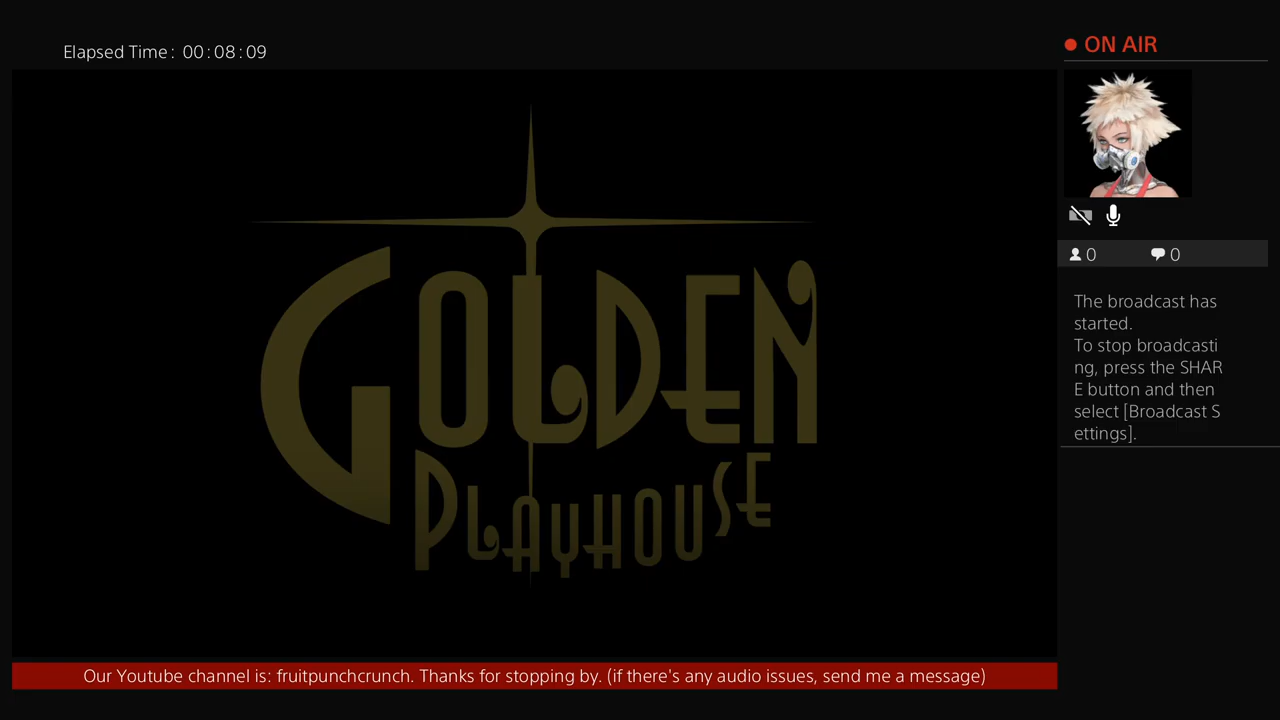 Elapsed Time: 00:08:09
ON AIR
GOLDEN
PLAYHOUSE
0
0
The broadcast has
started.
To stop broadcasti
ng, press the SHAR
E button and then
select [Broadcast S
ettings].
Our Youtube channel is: fruitpunchcrunch. Thanks for stopping by. (if there's any audio issues, send me a message)